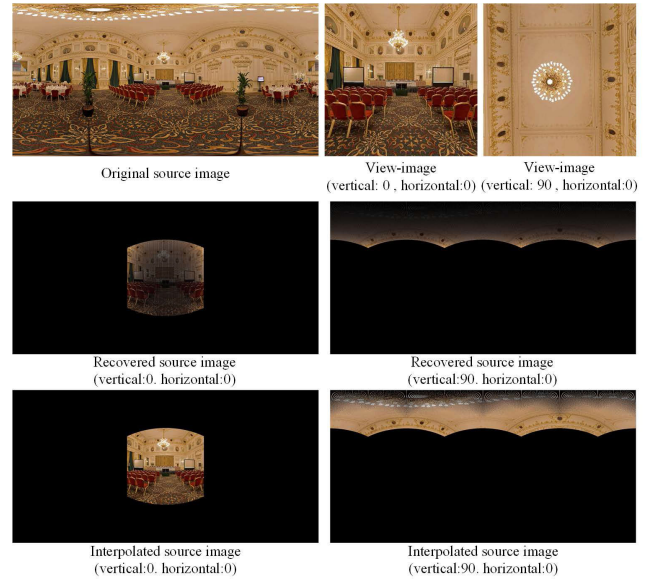 Original source image
View-image
(vertical: 0 , horizontal:0)
View-image
(vertical: 90 , horizontal:0)
Recovered source image
(vertical:0. horizontal:0)
Recovered source image
(vertical:90. horizontal:0)
Interpolated source image
(vertical:0. horizontal:0)
Interpolated source image
(vertical:90. horizontal:0)